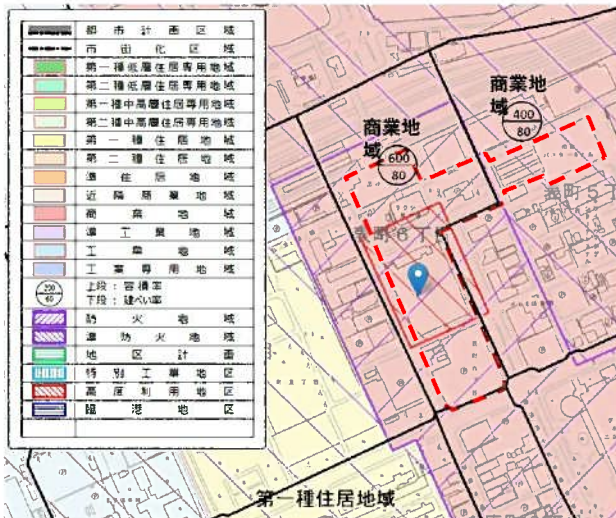 都市計画区域
市街化区域
第一種低層住居専用地域
第二種低層住居専用地域
第一種中高層住居専用地域
第二種中高層住居専用地域
第一種住居地域
第二種住居地域
準住居地域
近隣商業地域
商業地域
準工業地域
工業地域
工業専用地域
200
60
上段：容積率
下段：建ぺい率
防火地域
準防火地域
地区計画
特別工業地区
高度利用地区
臨港地区
商業地
域
400
80
商業地
域
600
80
第一種住居地域